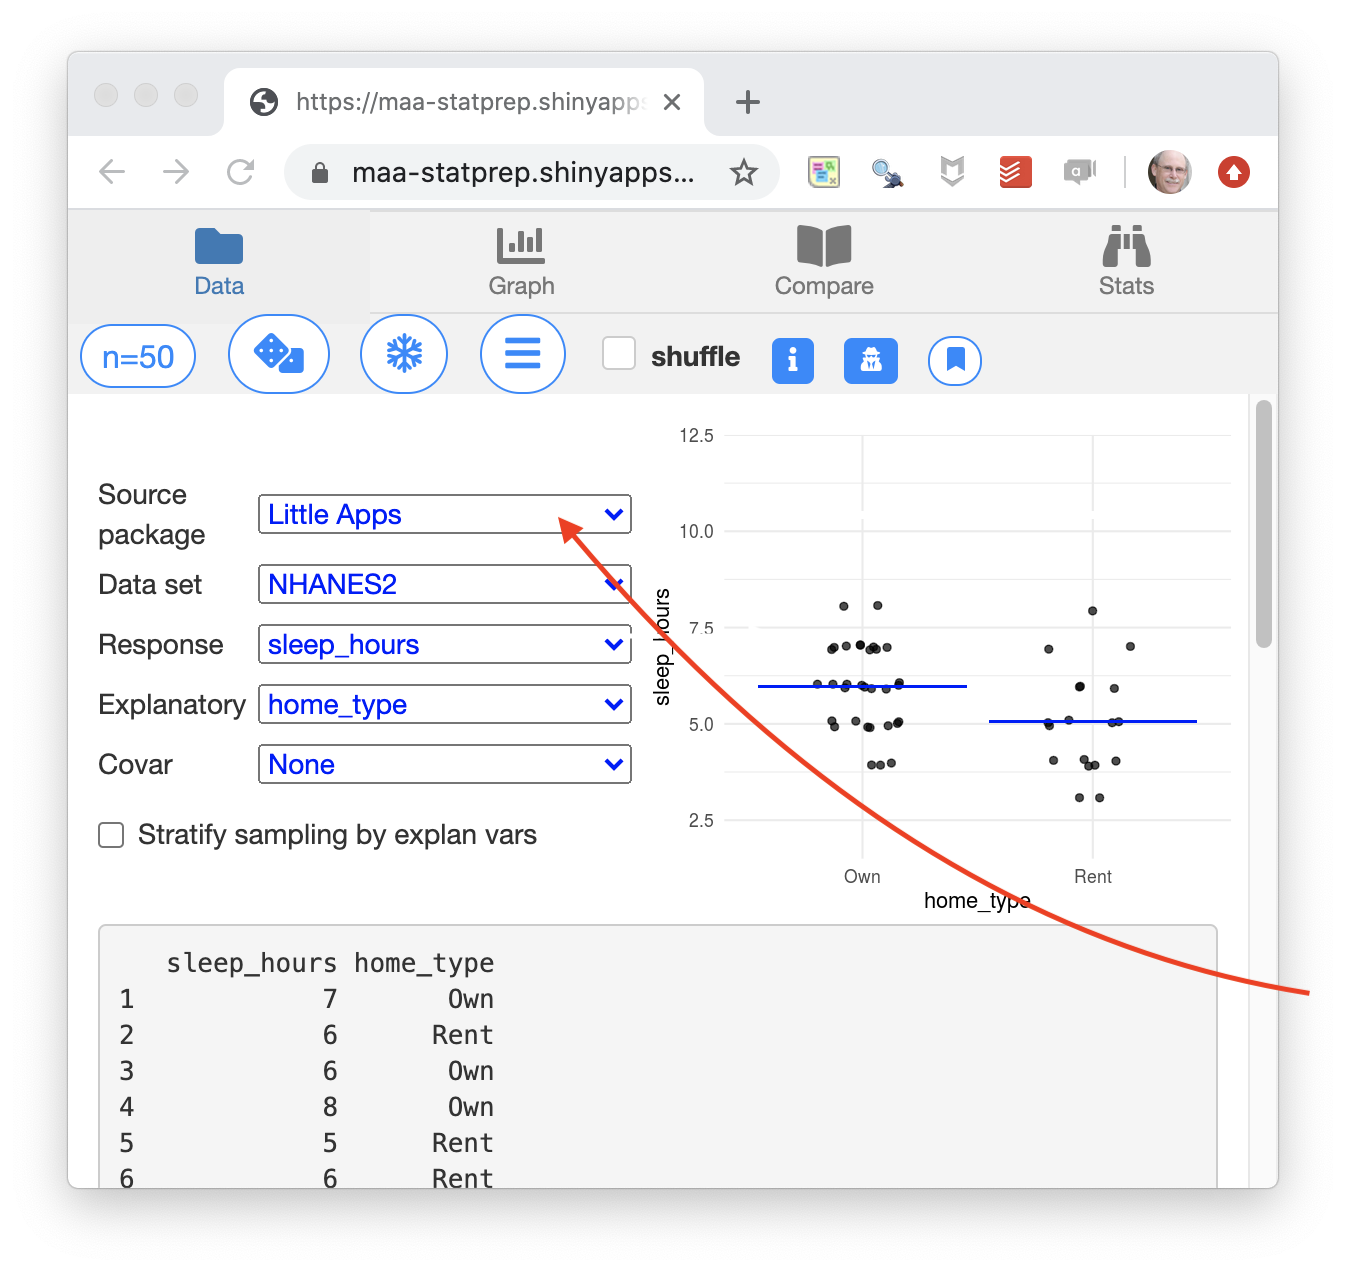 https://maa-statprep.shinyapps
maa-statprep.shinyapps...
Data
Graph
Compare
Stats
n=50
shuffle
Source package
Little Apps
Data set
NHANES2
Response
sleep_hours
Explanatory
home_type
Covar
None
Stratify sampling by explan vars
12.5
10.0
7.5
5.0
2.5
sleep_hours
Own
Rent
home_type
sleep_hours home_type
1 7 Own
2 6 Rent
3 6 Own
4 8 Own
5 5 Rent
6 6 Rent